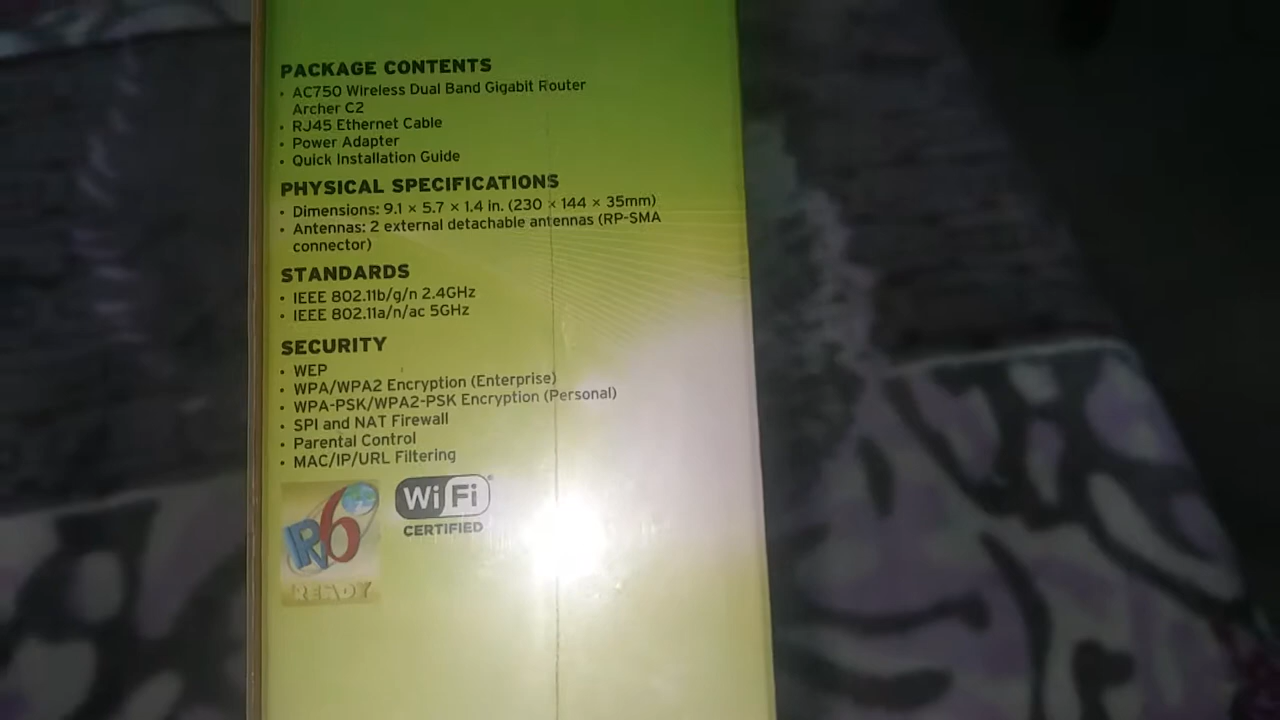 PACKAGE CONTENTS
• AC750 Wireless Dual Band Gigabit Router
Archer C2
• RJ45 Ethernet Cable
• Power Adapter
• Quick Installation Guide
PHYSICAL SPECIFICATIONS
• Dimensions: 9.1 × 5.7 × 1.4 in. (230 × 144 × 35mm)
• Antennas: 2 external detachable antennas (RP-SMA
connector)
STANDARDS
• IEEE 802.11b/g/n 2.4GHz
• IEEE 802.11a/n/ac 5GHz
SECURITY
• WEP
• WPA/WPA2 Encryption (Enterprise)
• WPA-PSK/WPA2-PSK Encryption (Personal)
• SPI and NAT Firewall
• Parental Control
• MAC/IP/URL Filtering
IPv6
READY
Wi Fi®
CERTIFIED